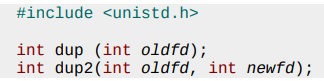 #include <unistd.h>
int dup (int oldfd);
int dup2(int oldfd, int newfd);